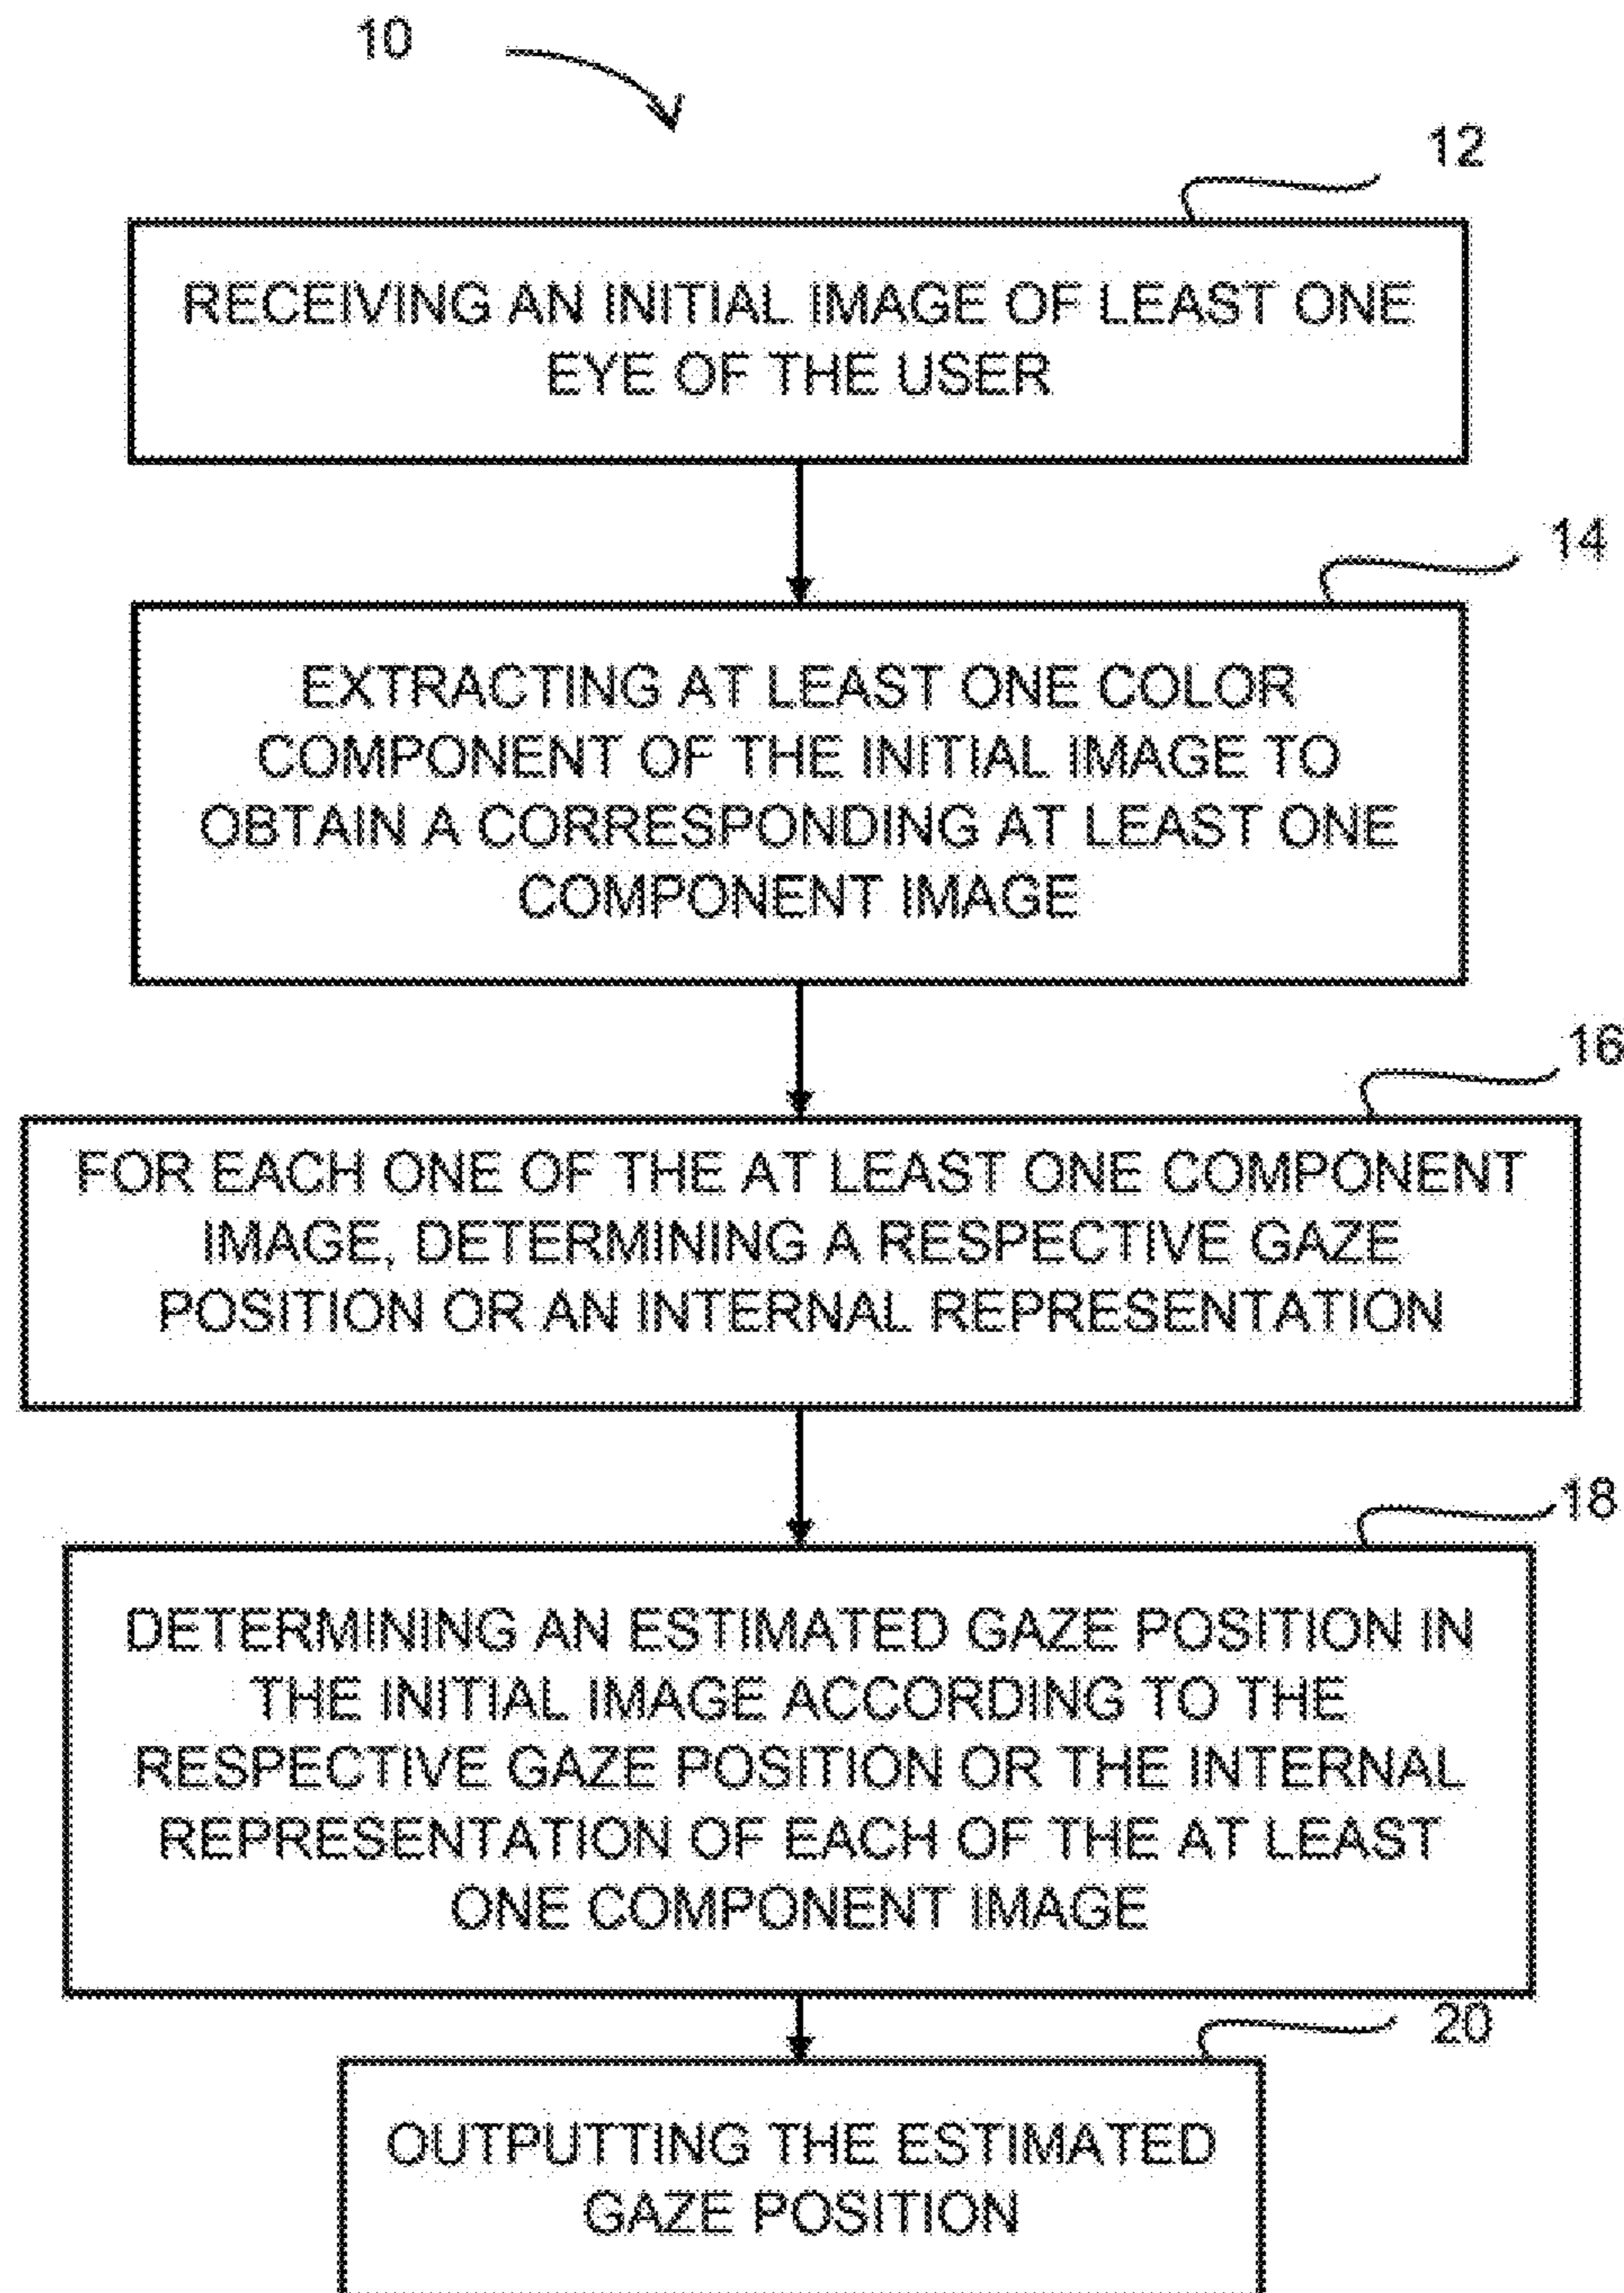 10
12
RECEIVING AN INITIAL IMAGE OF LEAST ONE
EYE OF THE USER
14
EXTRACTING AT LEAST ONE COLOR
COMPONENT OF THE INITIAL IMAGE TO
OBTAIN A CORRESPONDING AT LEAST ONE
COMPONENT IMAGE
16
FOR EACH ONE OF THE AT LEAST ONE COMPONENT
IMAGE, DETERMINING A RESPECTIVE GAZE
POSITION OR AN INTERNAL REPRESENTATION
18
DETERMINING AN ESTIMATED GAZE POSITION IN
THE INITIAL IMAGE ACCORDING TO THE
RESPECTIVE GAZE POSITION OR THE INTERNAL
REPRESENTATION OF EACH OF THE AT LEAST
ONE COMPONENT IMAGE
20
OUTPUTTING THE ESTIMATED
GAZE POSITION